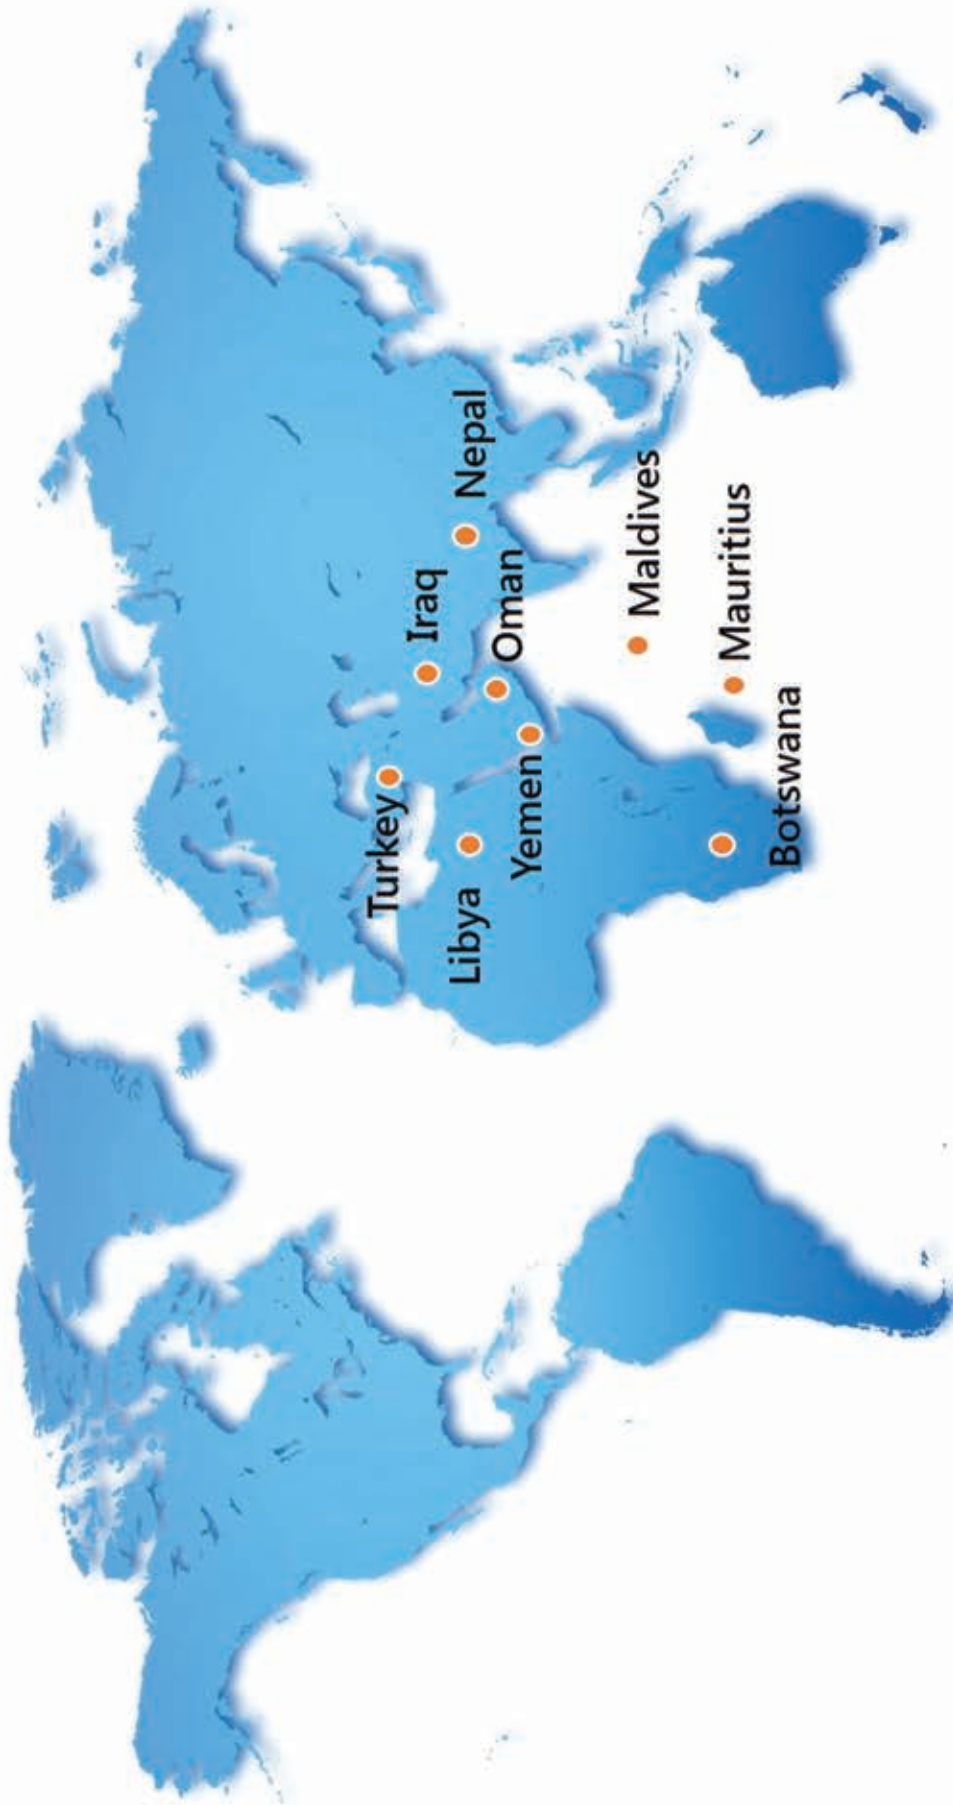 Turkey
Iraq
Nepal
Libya
Oman
Yemen
Maldives
Mauritius
Botswana